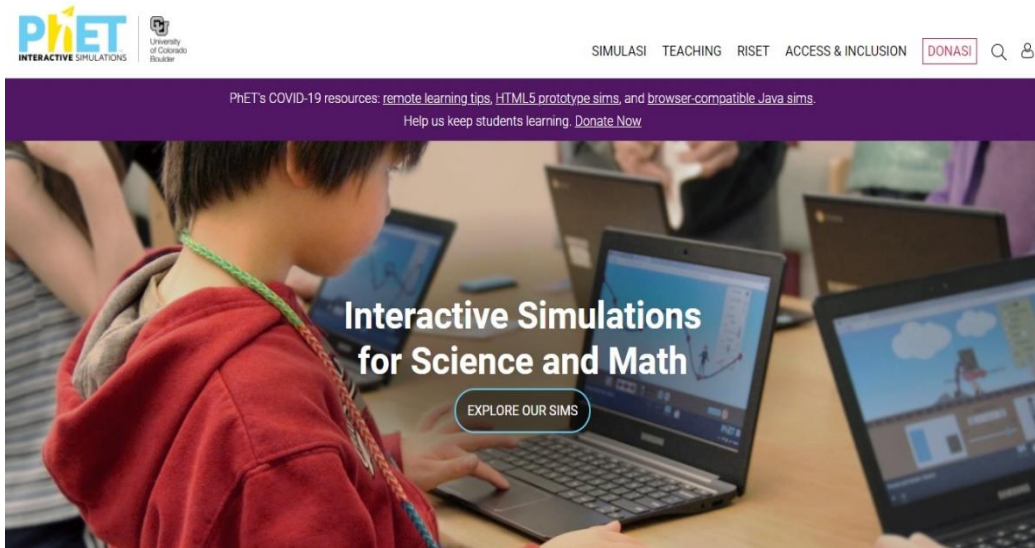 PhET
INTERACTIVE SIMULATIONS
CU
University
of Colorado
Boulder
SIMULASI TEACHING RISET ACCESS & INCLUSION DONASI
PhET's COVID-19 resources: remote learning tips, HTML5 prototype sims, and browser-compatible Java sims.
Help us keep students learning. Donate Now
Interactive Simulations
for Science and Math
EXPLORE OUR SIMS
SAMSUNG
PhET